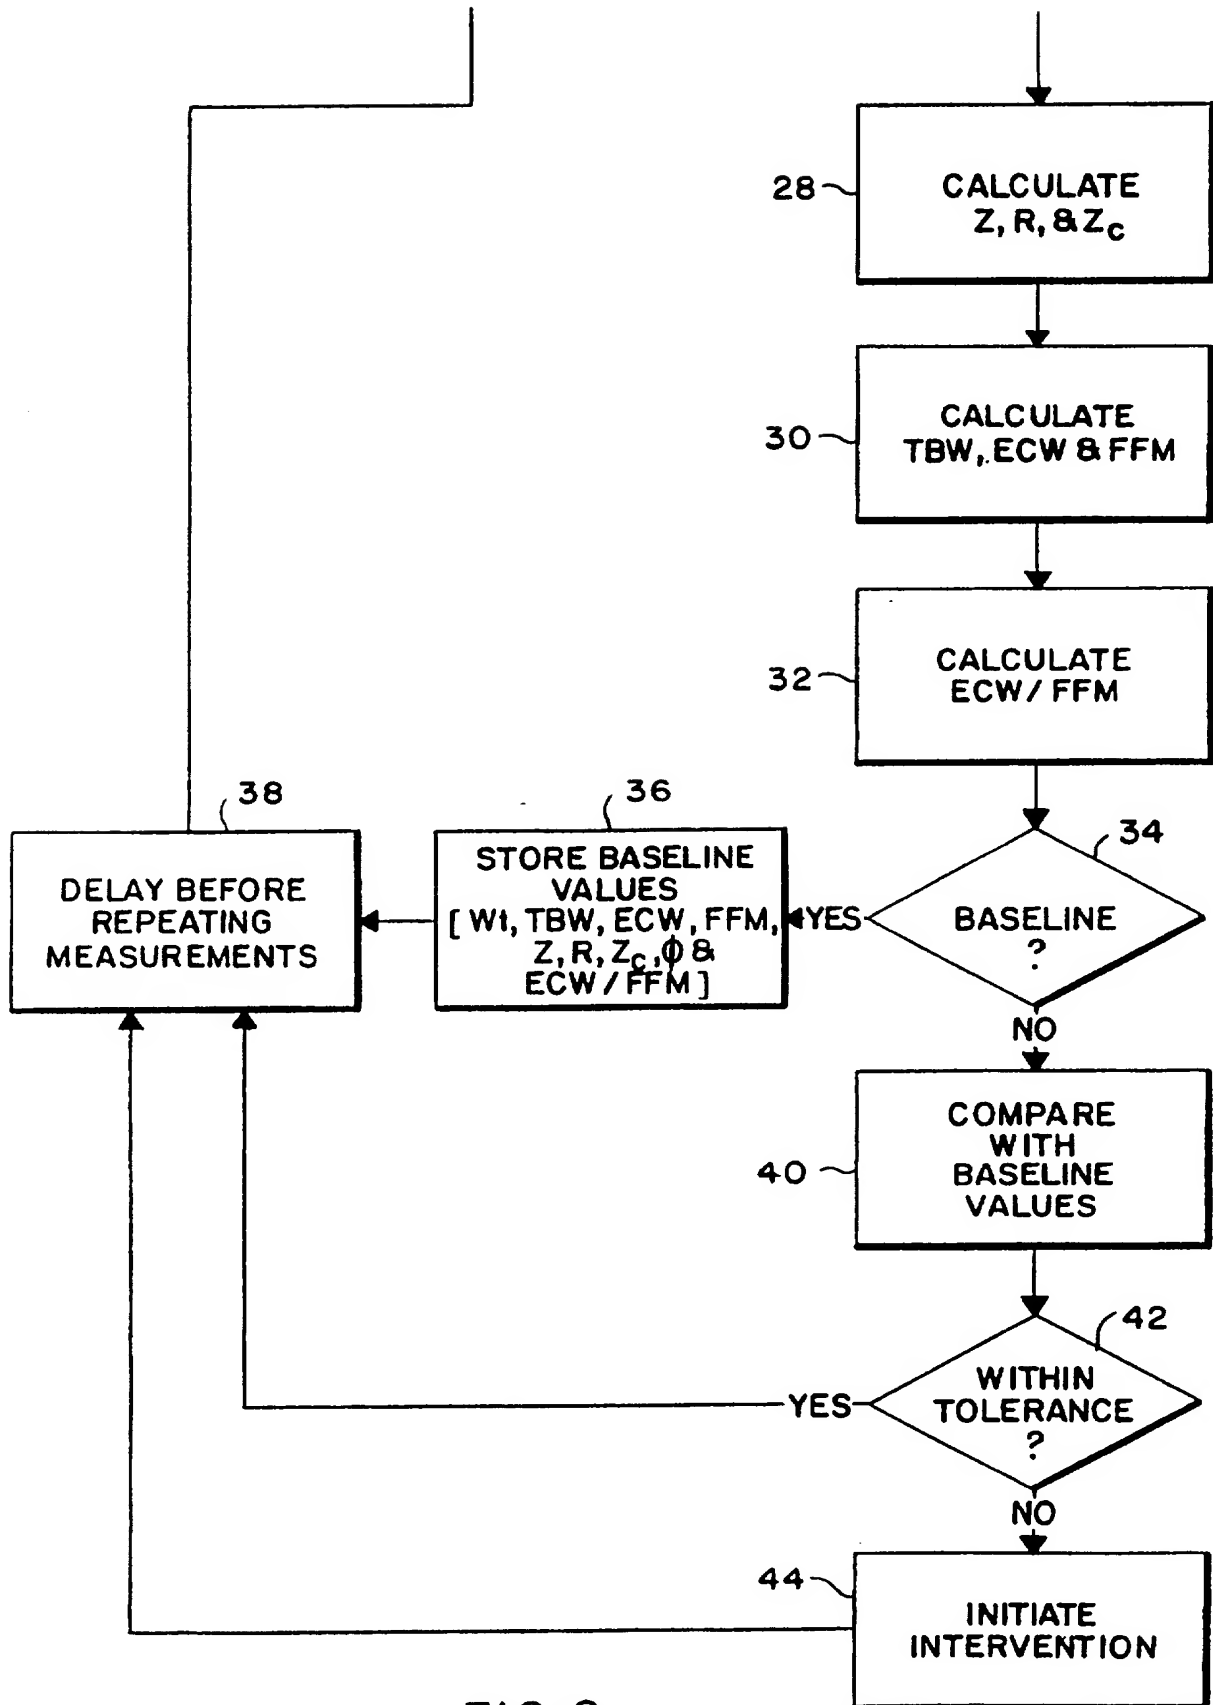 28
CALCULATE
Z, R, & Zc
30
CALCULATE
TBW, ECW & FFM
32
CALCULATE
ECW/ FFM
38
DELAY BEFORE
REPEATING
MEASUREMENTS
36
STORE BASELINE
VALUES
[ Wt, TBW, ECW, FFM,
Z, R, Zc, ϕ &
ECW / FFM ]
YES
34
BASELINE
?
NO
40
COMPARE
WITH
BASELINE
VALUES
42
WITHIN
TOLERANCE
?
YES
NO
44
INITIATE
INTERVENTION